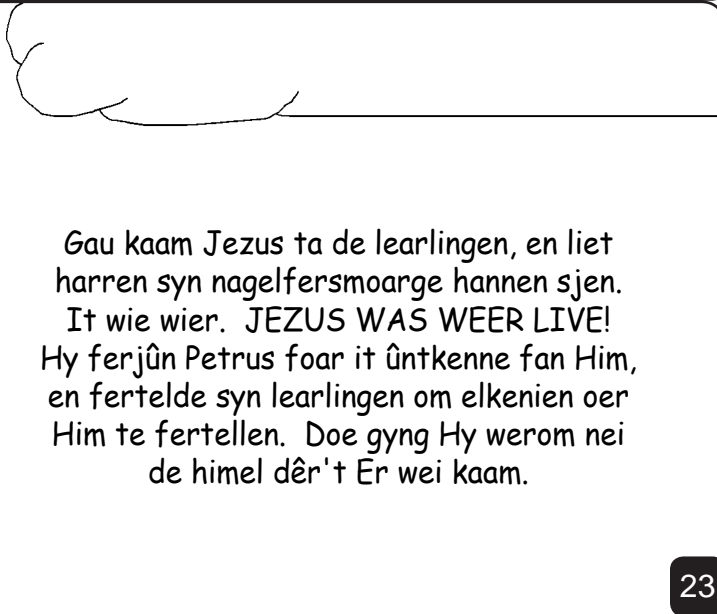 Gau kaam Jezus ta de learlingen, en liet
harren syn nagelfersmoarge hannen sjen.
It wie wier.  JEZUS WAS WEER LIVE!
Hy ferjûn Petrus foar it ûntkenne fan Him,
en fertelde syn learlingen om elkenien oer
Him te fertellen.  Doe gyng Hy werom nei
de himel dêr't Er wei kaam.
23